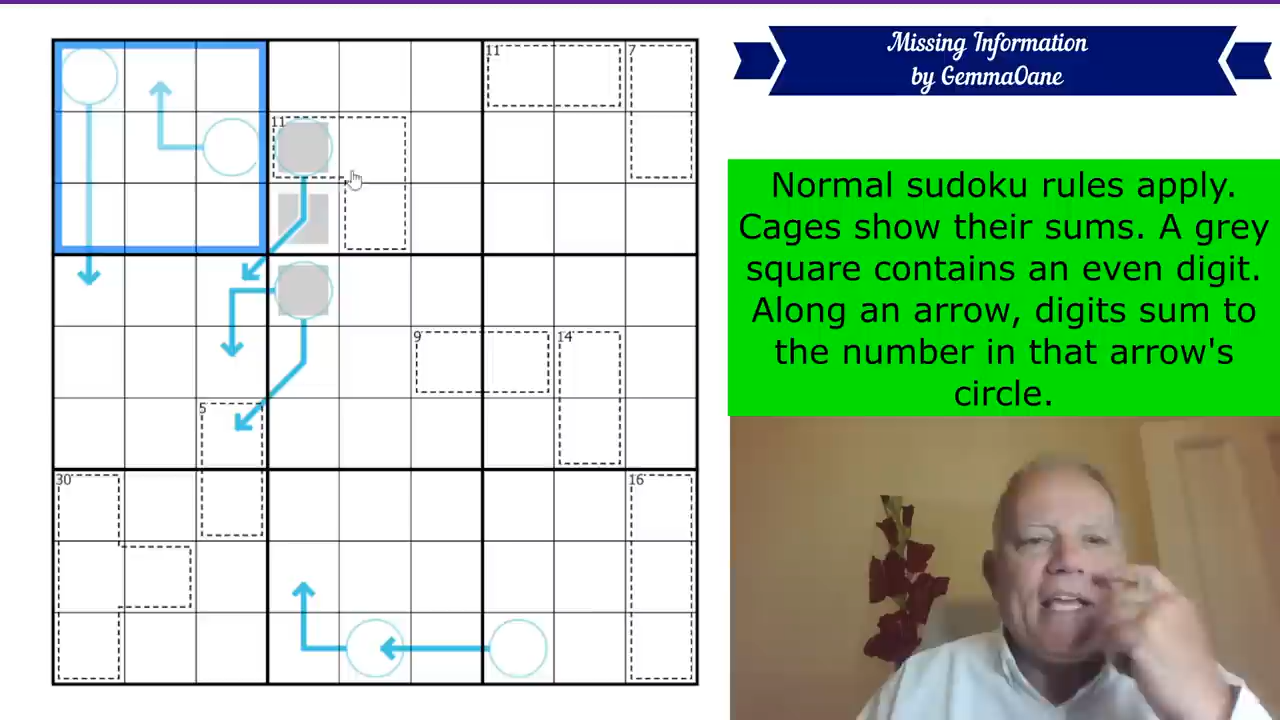 Missing Information
by GemmaOane
Normal sudoku rules apply.
Cages show their sums. A grey
square contains an even digit.
Along an arrow, digits sum to
the number in that arrow's
circle.
11
7
11
9
14
5
30
16